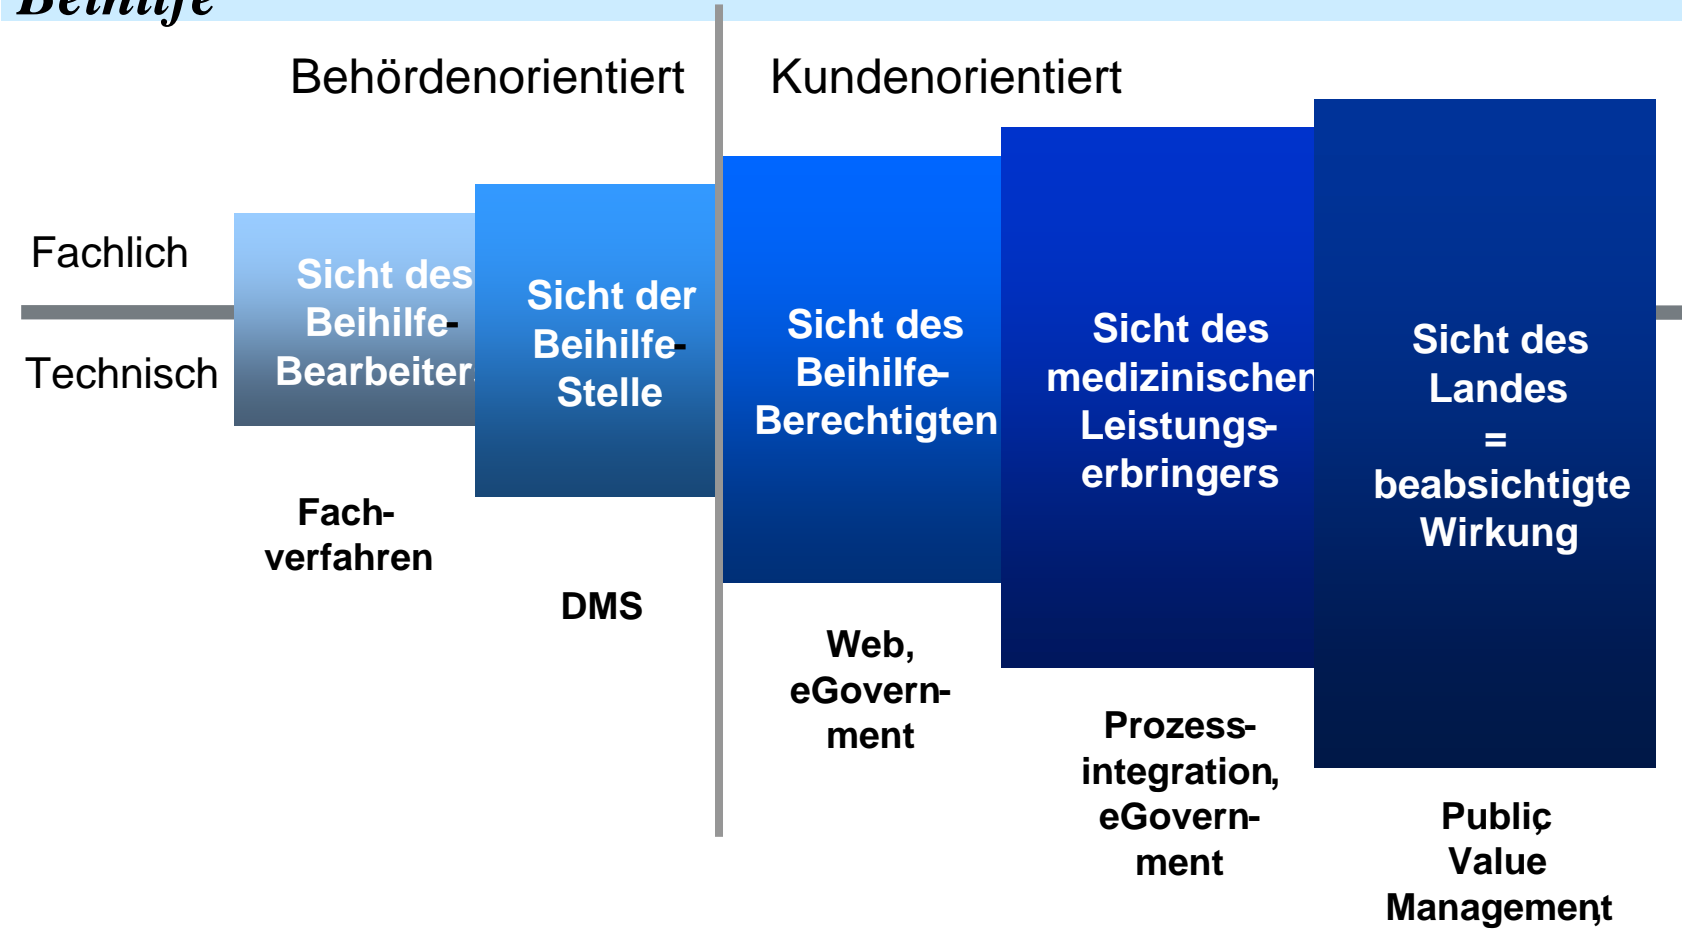 Beihilfe
Behördenorientiert
Kundenorientiert
Fachlich
Technisch
Sicht des
Beihilfe-
Bearbeiters
Sicht der
Beihilfe-
Stelle
Sicht des
Beihilfe-
Berechtigten
Sicht des
medizinischen
Leistungs-
erbringers
Sicht des
Landes
=
beabsichtigte
Wirkung
Fach-
verfahren
DMS
Web,
eGovern-
ment
Prozess-
integration,
eGovern-
ment
Public,
Value
Management,